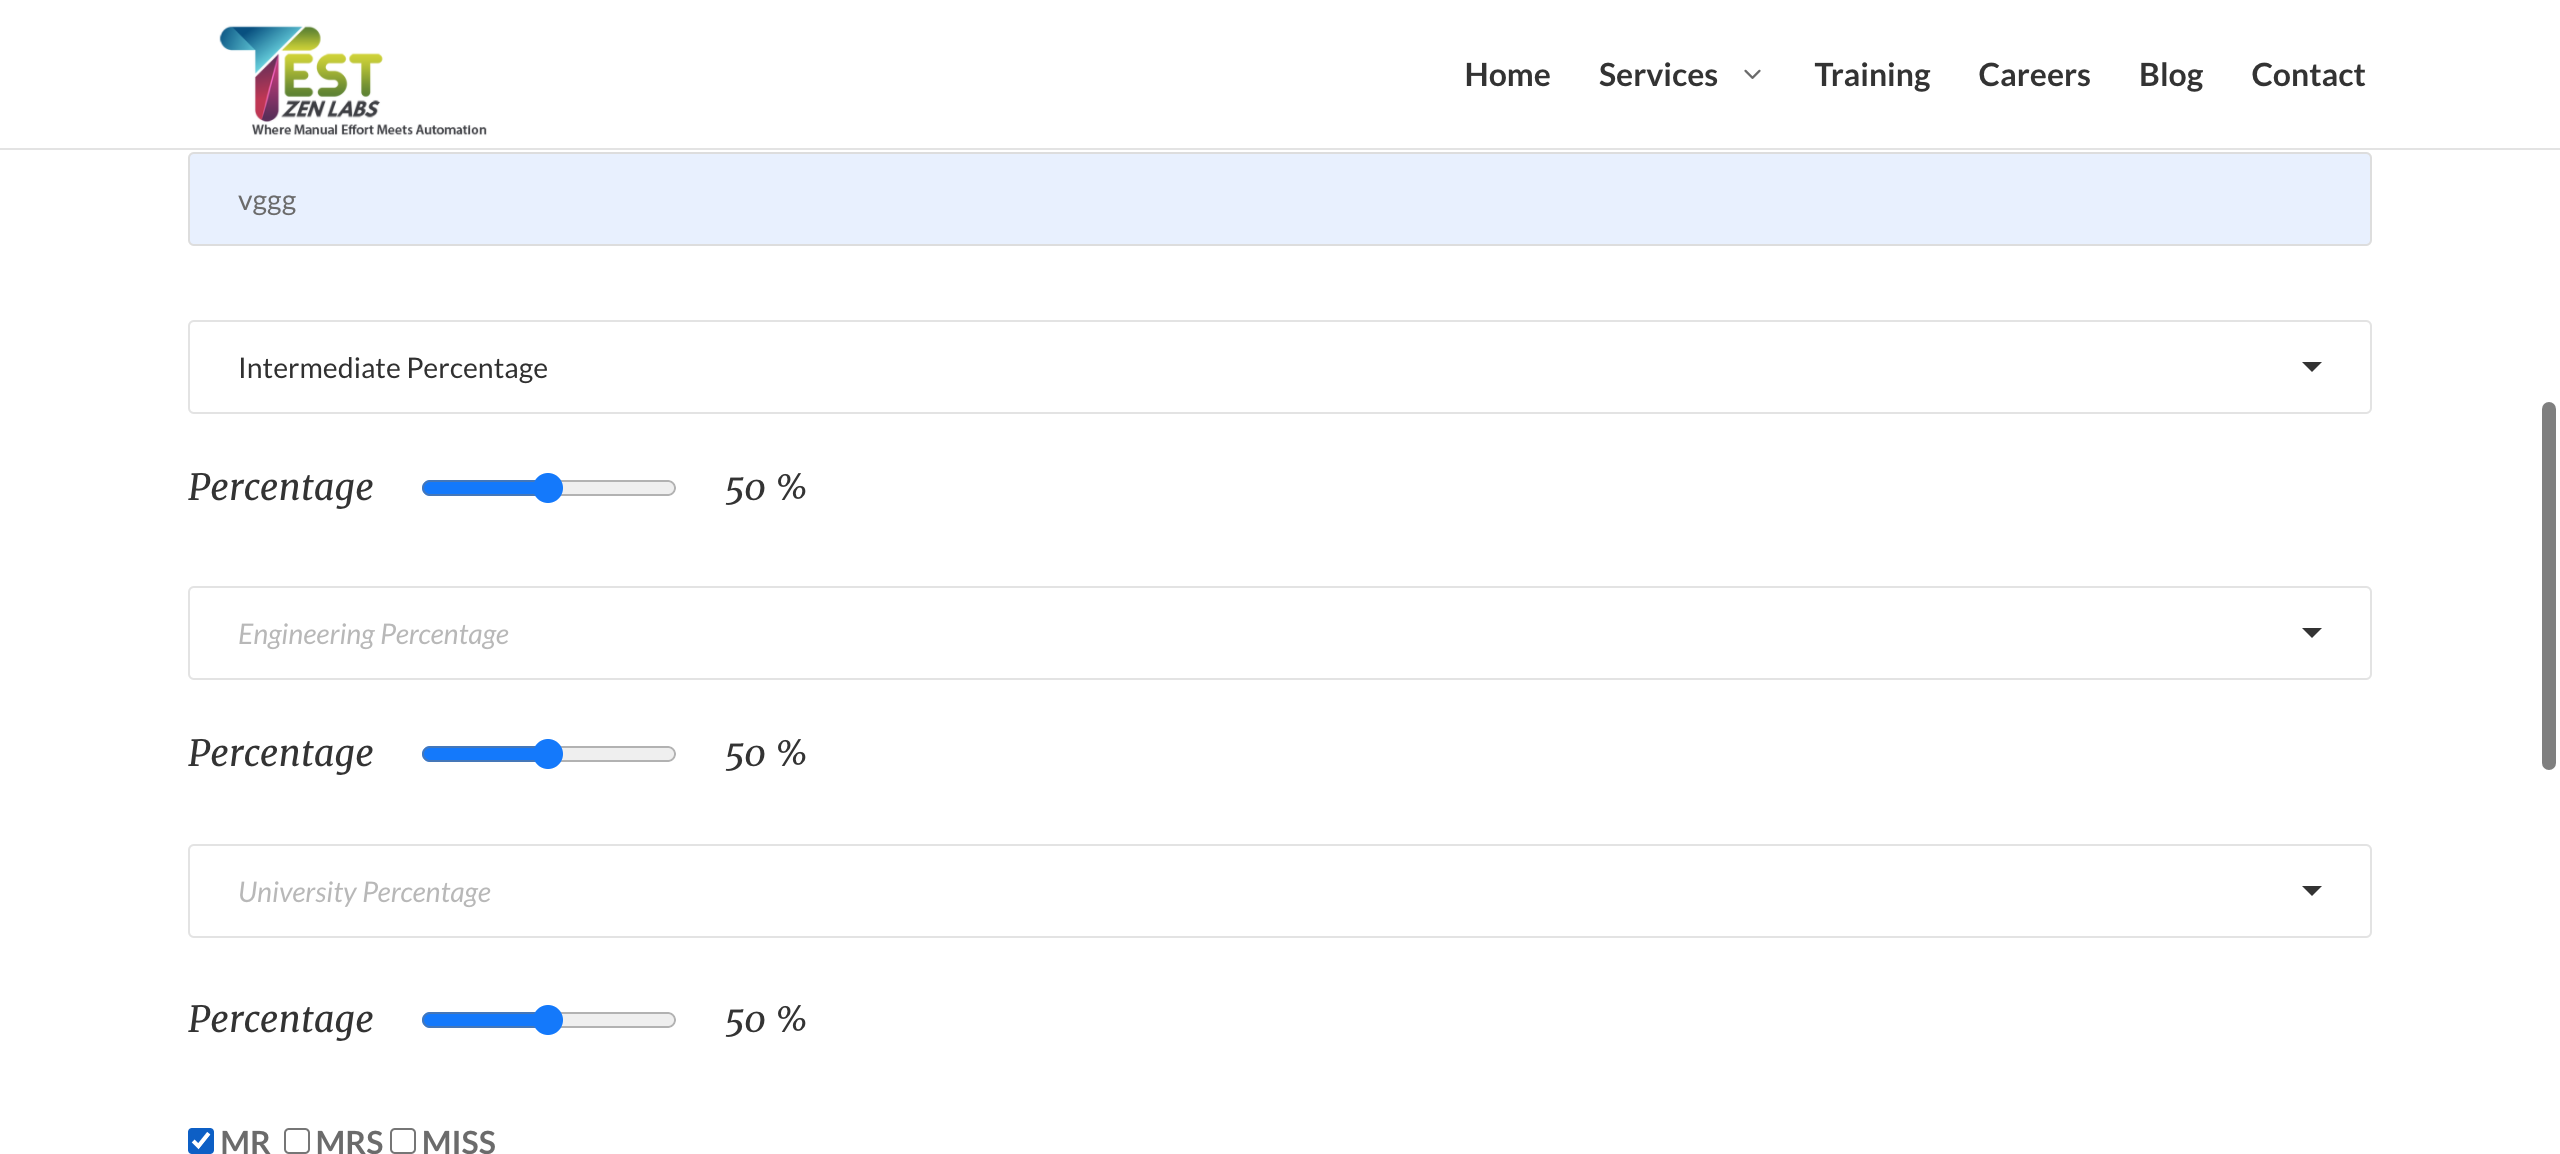 TEST
ZEN LABS
Where Manual Effort Meets Automation
Home Services Training Careers Blog Contact
vggg
Intermediate Percentage
Percentage 50 %
Engineering Percentage
Percentage 50 %
University Percentage
Percentage 50 %
MR MRS MISS